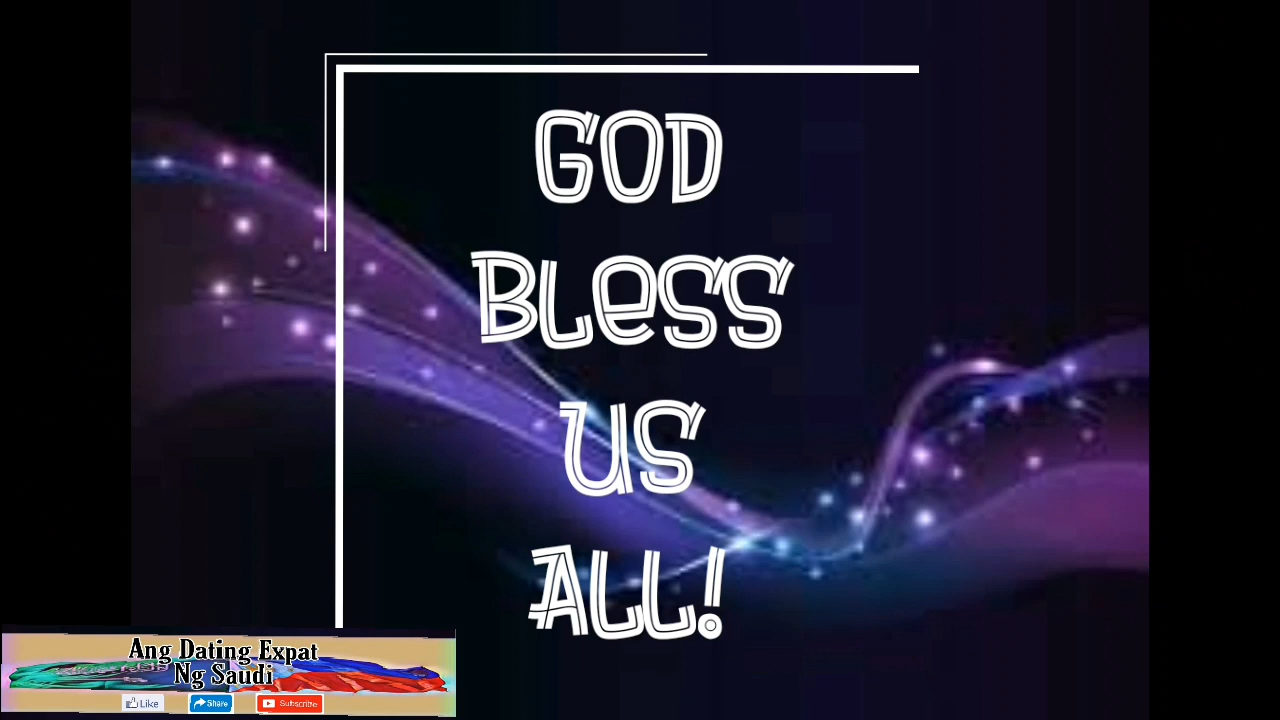 GOD
BLeSS
US
ALL!
Ang Dating Expat
Ng Saudi
Like
Share
Subscribe